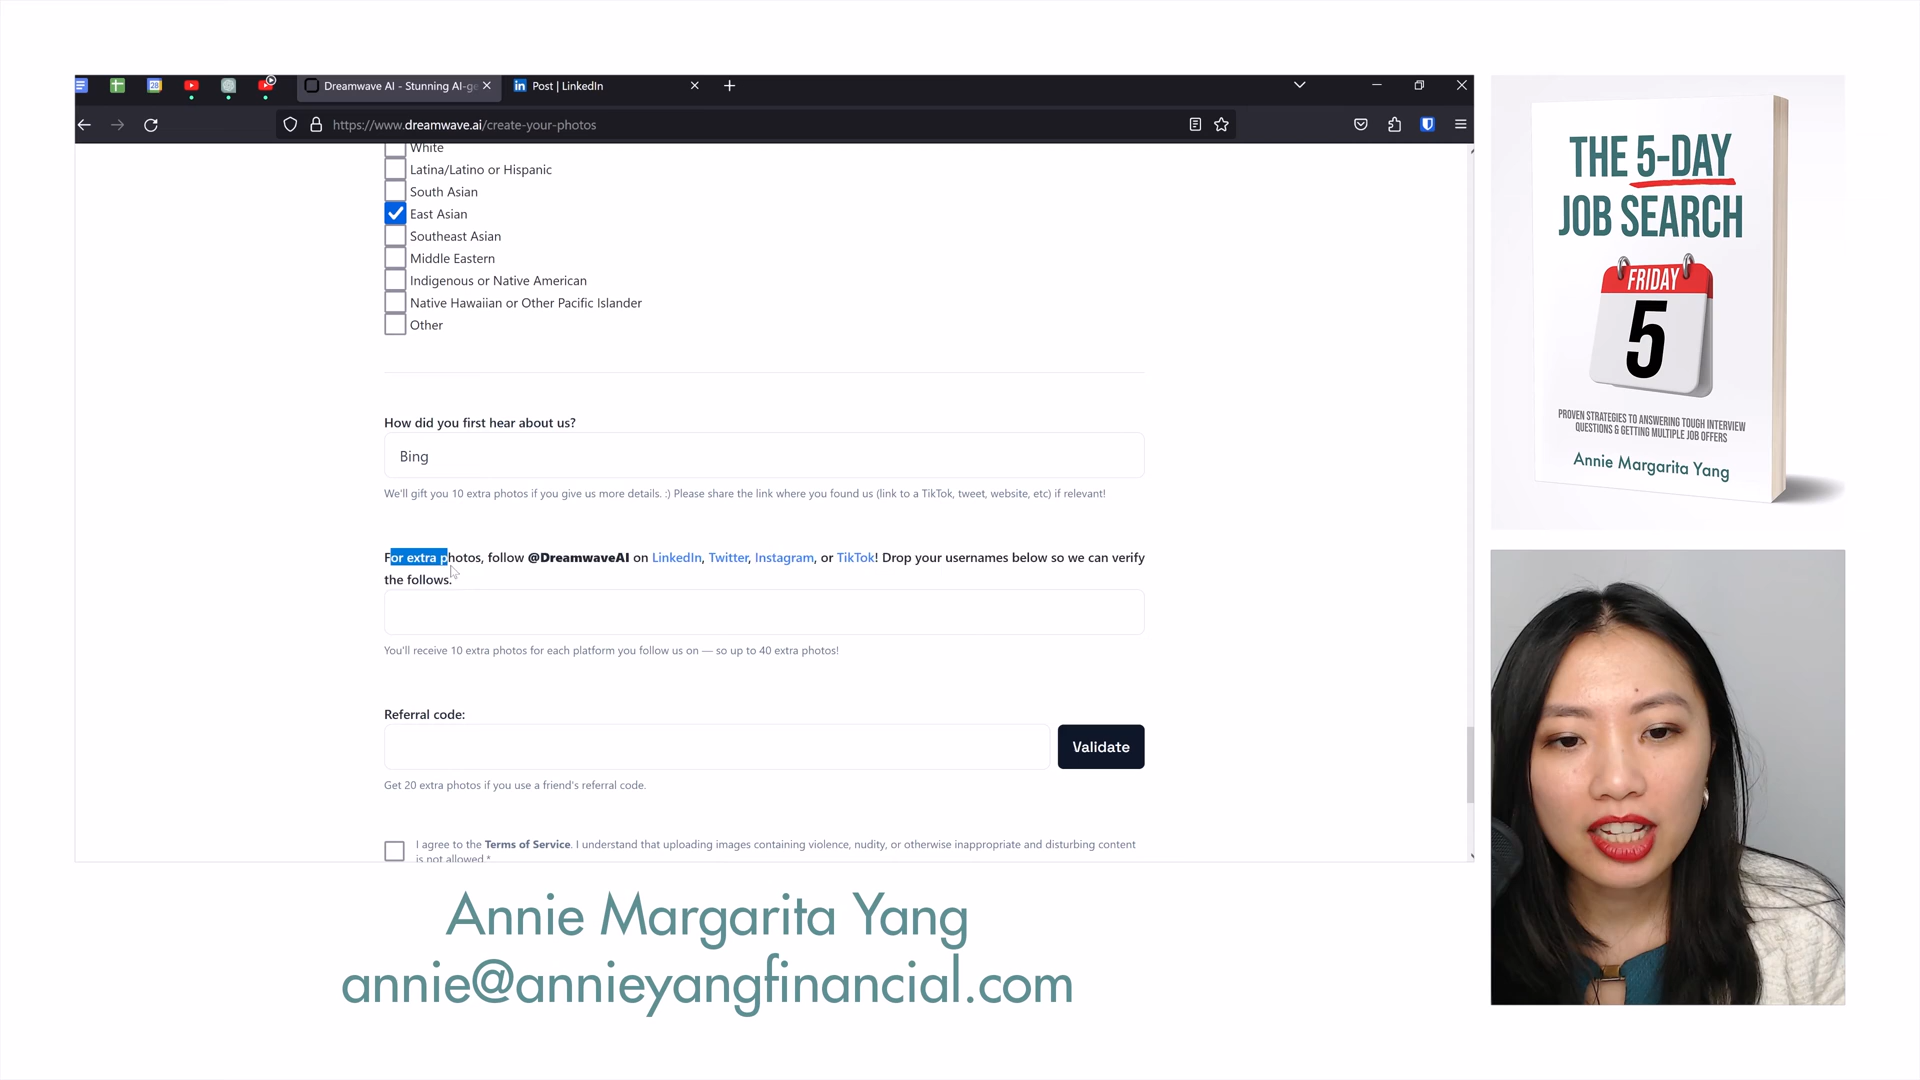 Dreamwave AI - Stunning AI-ge
Post | LinkedIn
https://www.dreamwave.ai/create-your-photos
White
Latina/Latino or Hispanic
South Asian
East Asian
Southeast Asian
Middle Eastern
Indigenous or Native American
Native Hawaiian or Other Pacific Islander
Other
How did you first hear about us?
Bing
We'll gift you 10 extra photos if you give us more details. :) Please share the link where you found us (link to a TikTok, tweet, website, etc) if relevant!
For extra photos, follow @DreamwaveAI on LinkedIn, Twitter, Instagram, or TikTok! Drop your usernames below so we can verify
the follows.
You'll receive 10 extra photos for each platform you follow us on — so up to 40 extra photos!
Referral code:
Validate
Get 20 extra photos if you use a friend's referral code.
I agree to the Terms of Service. I understand that uploading images containing violence, nudity, or otherwise inappropriate and disturbing content
is not allowed.*
THE 5-DAY
JOB SEARCH
FRIDAY
5
PROVEN STRATEGIES TO ANSWERING TOUGH INTERVIEW
QUESTIONS & GETTING MULTIPLE JOB OFFERS
Annie Margarita Yang
Annie Margarita Yang
annie@annieyangfinancial.com